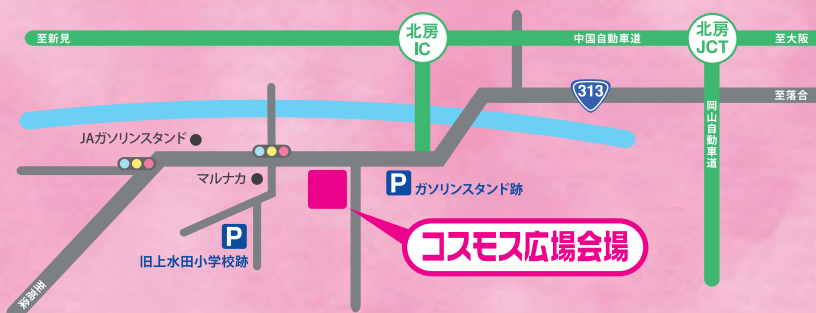 至新見
北房
IC
中国自動車道
北房
JCT
至大阪
313
至落合
岡山自動車道
JAガソリンスタンド
マルナカ
P
ガソリンスタンド跡
P
コスモス広場会場
旧上水田小学校跡
至高梁